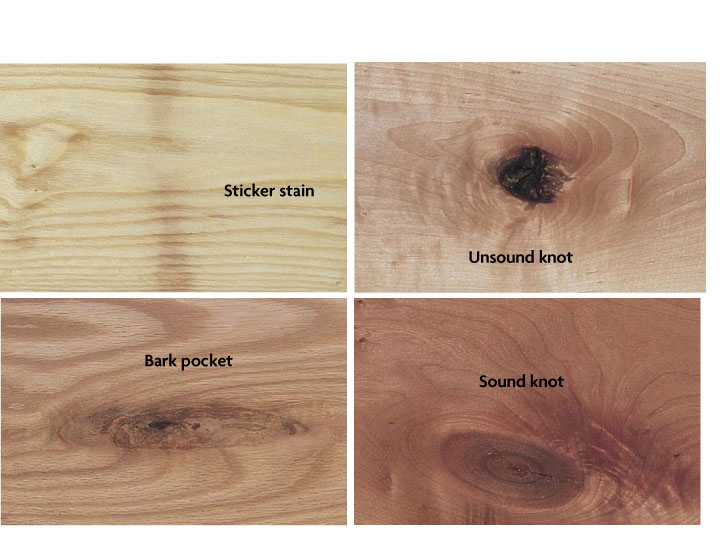 Sticker stain
Unsound knot
Bark pocket
Sound knot